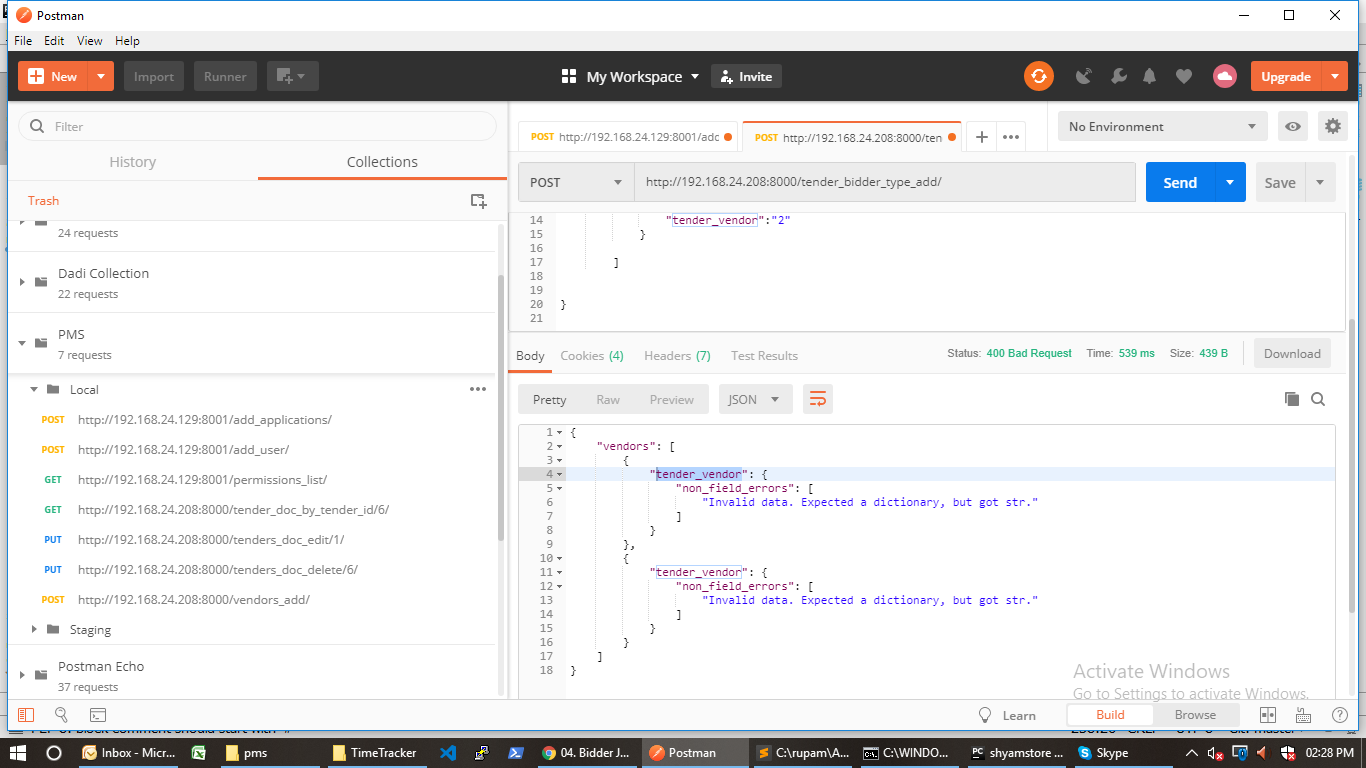 Postman
File Edit View Help
New Import Runner My Workspace Invite Upgrade
Filter
History Collections
Trash
24 requests
Dadi Collection
22 requests
PMS
7 requests
Local
POST http://192.168.24.129:8001/add_applications/
POST http://192.168.24.129:8001/add_user/
GET http://192.168.24.129:8001/permissions_list/
GET http://192.168.24.208:8000/tender_doc_by_tender_id/6/
PUT http://192.168.24.208:8000/tenders_doc_edit/1/
PUT http://192.168.24.208:8000/tenders_doc_delete/6/
POST http://192.168.24.208:8000/vendors_add/
Staging
Postman Echo
37 requests
POST http://192.168.24.129:8001/adc POST http://192.168.24.208:8000/ten No Environment
POST http://192.168.24.208:8000/tender_bidder_type_add/ Send Save
14 "tender_vendor":"2"
15 }
16
17 ]
18
19
20 }
21
Body Cookies (4) Headers (7) Test Results Status: 400 Bad Request Time: 539 ms Size: 439 B Download
Pretty Raw Preview JSON
1 {
2 "vendors": [
3 {
4 "tender_vendor": {
5 "non_field_errors": [
6 "Invalid data. Expected a dictionary, but got str."
7 ]
8 }
9 },
10 {
11 "tender_vendor": {
12 "non_field_errors": [
13 "Invalid data. Expected a dictionary, but got str."
14 ]
15 }
16 }
17 ]
18 }
Activate Windows
Go to Settings to activate Windows.
Learn Build Browse
Inbox - Micr... pms TimeTracker 04. Bidder J... Postman C:\rupam\A... C:\WINDO... shyamstore ... Skype 02:28 PM